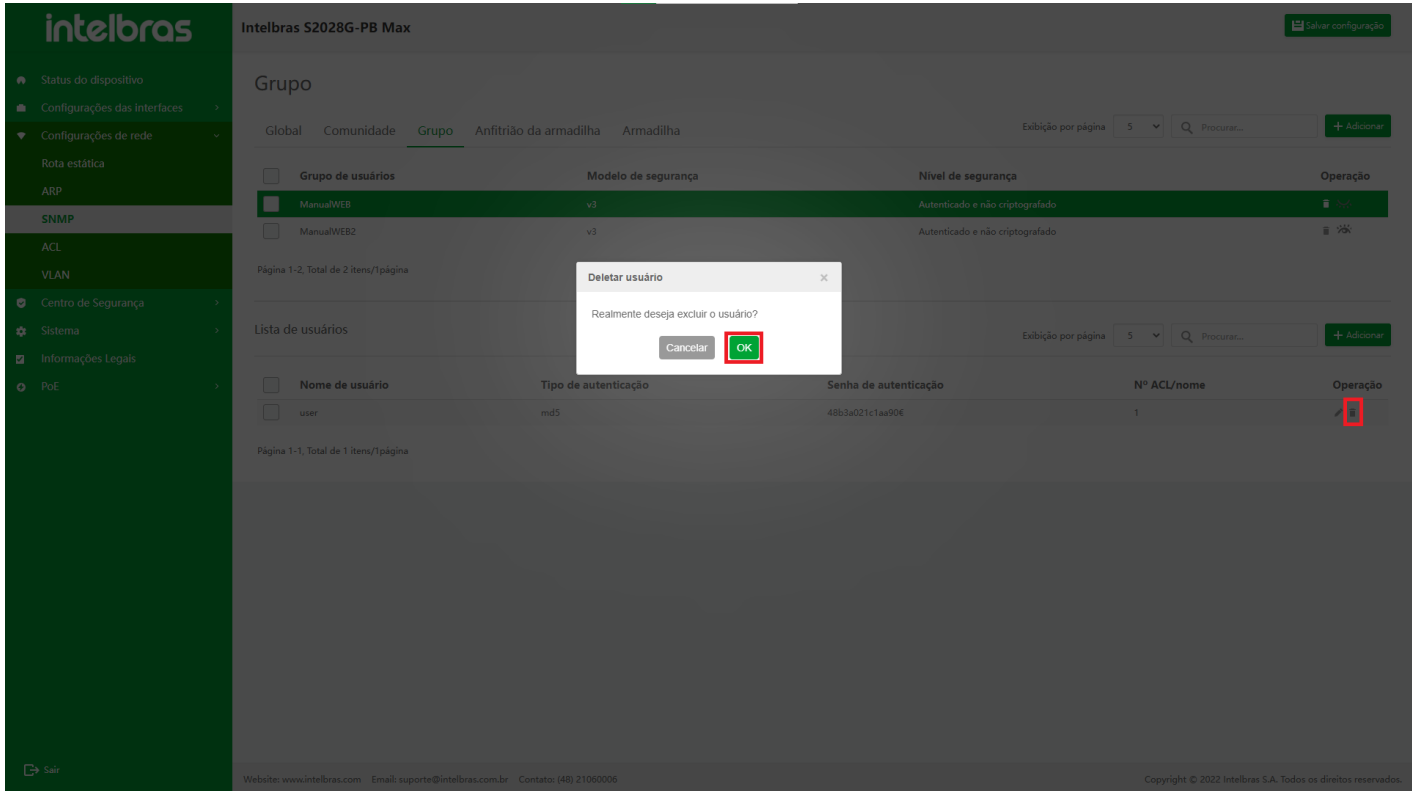 intelbras
Intelbras S2028G-PB Max
Salvar configuração
Status do dispositivo
Configurações das interfaces
Configurações de rede
Rota estática
ARP
SNMP
ACL
VLAN
Centro de Segurança
Sistema
Informações Legais
PoE
Sair
Grupo
Global Comunidade Grupo Anfitrião da armadilha Armadilha
Exibição por página 5 Procurar... + Adicionar
Grupo de usuários Modelo de segurança Nível de segurança Operação
ManualWEB v3 Autenticado e não criptografado
ManualWEB2 v3 Autenticado e não criptografado
Página 1-2, Total de 2 itens/1página
Deletar usuário ×
Realmente deseja excluir o usuário?
Cancelar OK
Lista de usuários
Exibição por página 5 Procurar... + Adicionar
Nome de usuário Tipo de autenticação Senha de autenticação Nº ACL/nome Operação
user md5 48b3a021c1aa90€ 1
Página 1-1, Total de 1 itens/1página
Website: www.intelbras.com Email: suporte@intelbras.com.br Contato: (48) 21060006
Copyright © 2022 Intelbras S.A. Todos os direitos reservados.